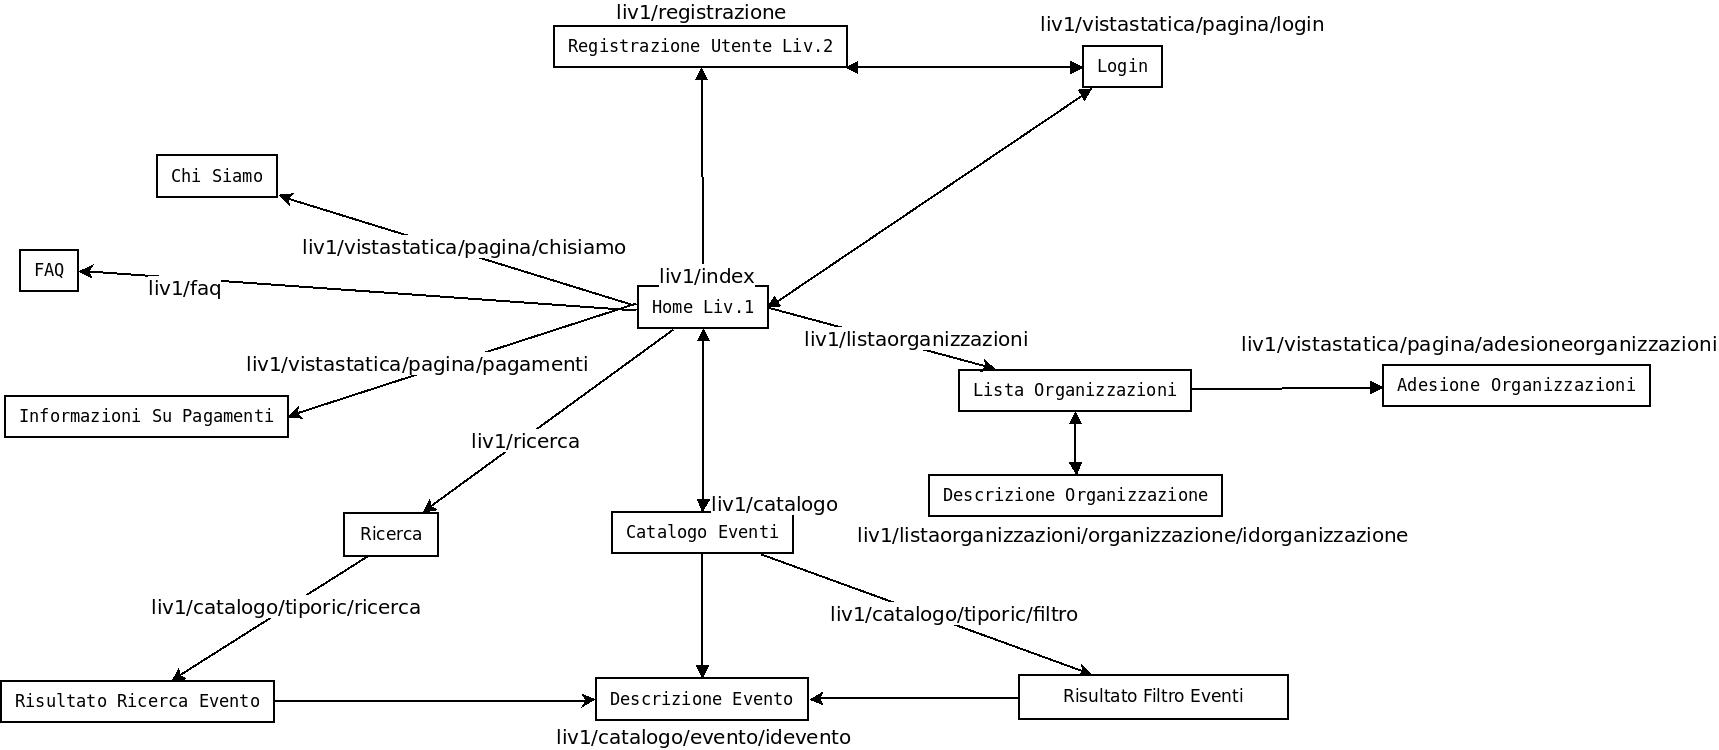 liv1/registrazione
Registrazione Utente Liv.2
liv1/vistastatica/pagina/login
Login
Chi Siamo
liv1/vistastatica/pagina/chisiamo
FAQ
liv1/faq
liv1/index
Home Liv.1
liv1/listaorganizzazioni
liv1/vistastatica/pagina/adesioneorganizzazioni
liv1/vistastatica/pagina/pagamenti
Lista Organizzazioni
Adesione Organizzazioni
Informazioni Su Pagamenti
liv1/ricerca
Descrizione Organizzazione
liv1/catalogo
Ricerca
Catalogo Eventi
liv1/listaorganizzazioni/organizzazione/idorganizzazione
liv1/catalogo/tiporic/ricerca
liv1/catalogo/tiporic/filtro
Risultato Ricerca Evento
Descrizione Evento
Risultato Filtro Eventi
liv1/catalogo/evento/idevento